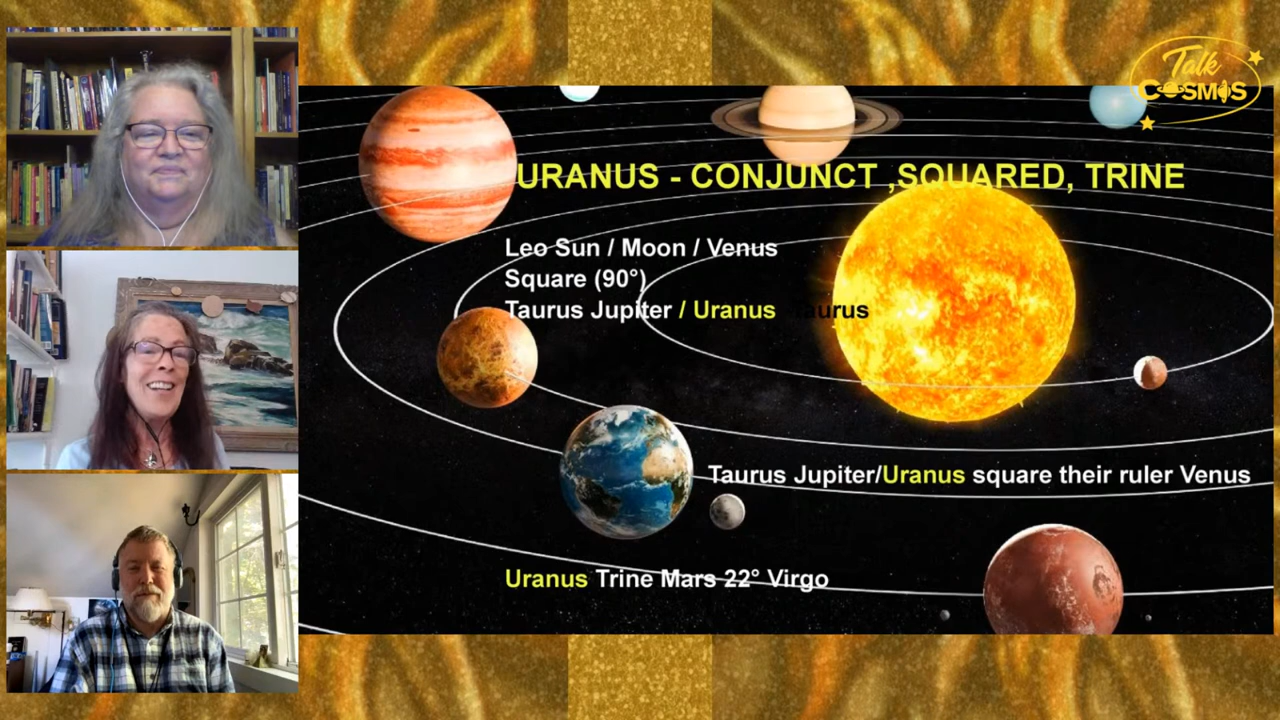 Talk
COSMOS
URANUS - CONJUNCT ,SQUARED, TRINE
Leo Sun / Moon / Venus
Square (90°)
Taurus Jupiter / Uranus Taurus
Taurus Jupiter/Uranus square their ruler Venus
Uranus Trine Mars 22° Virgo